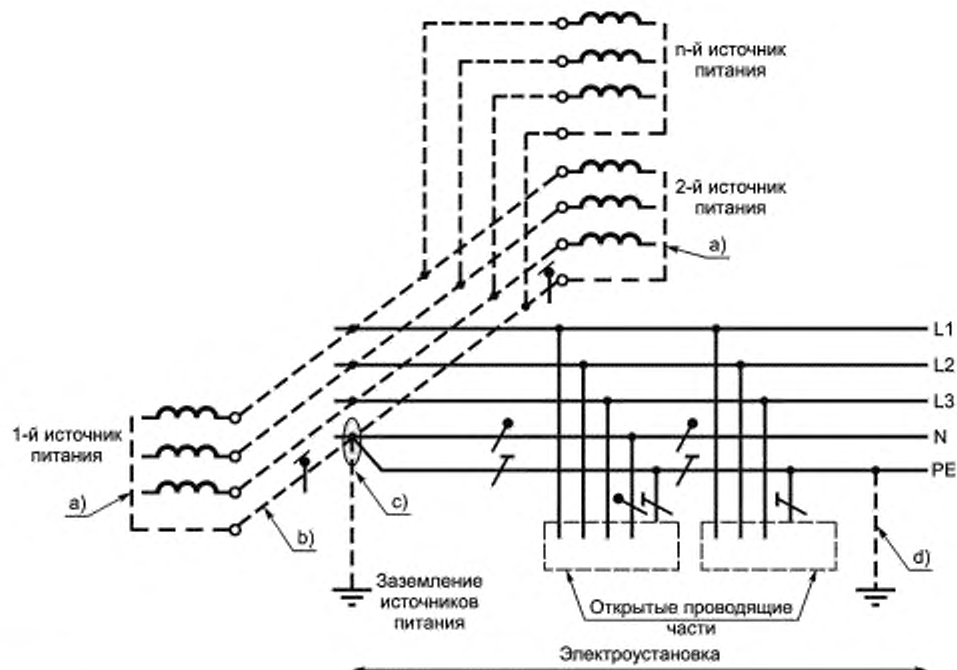 n-й источник
питания
2-й источник
питания
a)
L1
L2
L3
N
PE
1-й источник
питания
a)
b)
c)
d)
Заземление
источников
питания
Открытые проводящие
части
Электроустановка